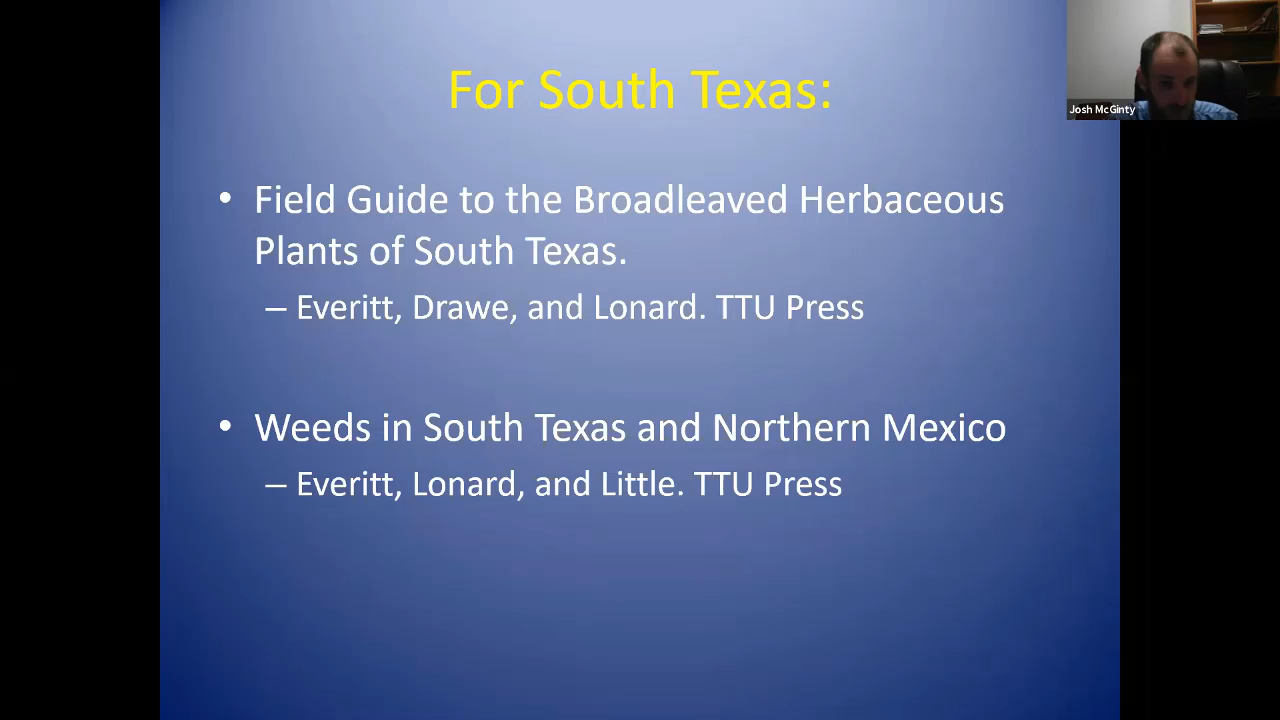 For South Texas:
Josh McGinty
• Field Guide to the Broadleaved Herbaceous
Plants of South Texas.
– Everitt, Drawe, and Lonard. TTU Press
• Weeds in South Texas and Northern Mexico
– Everitt, Lonard, and Little. TTU Press